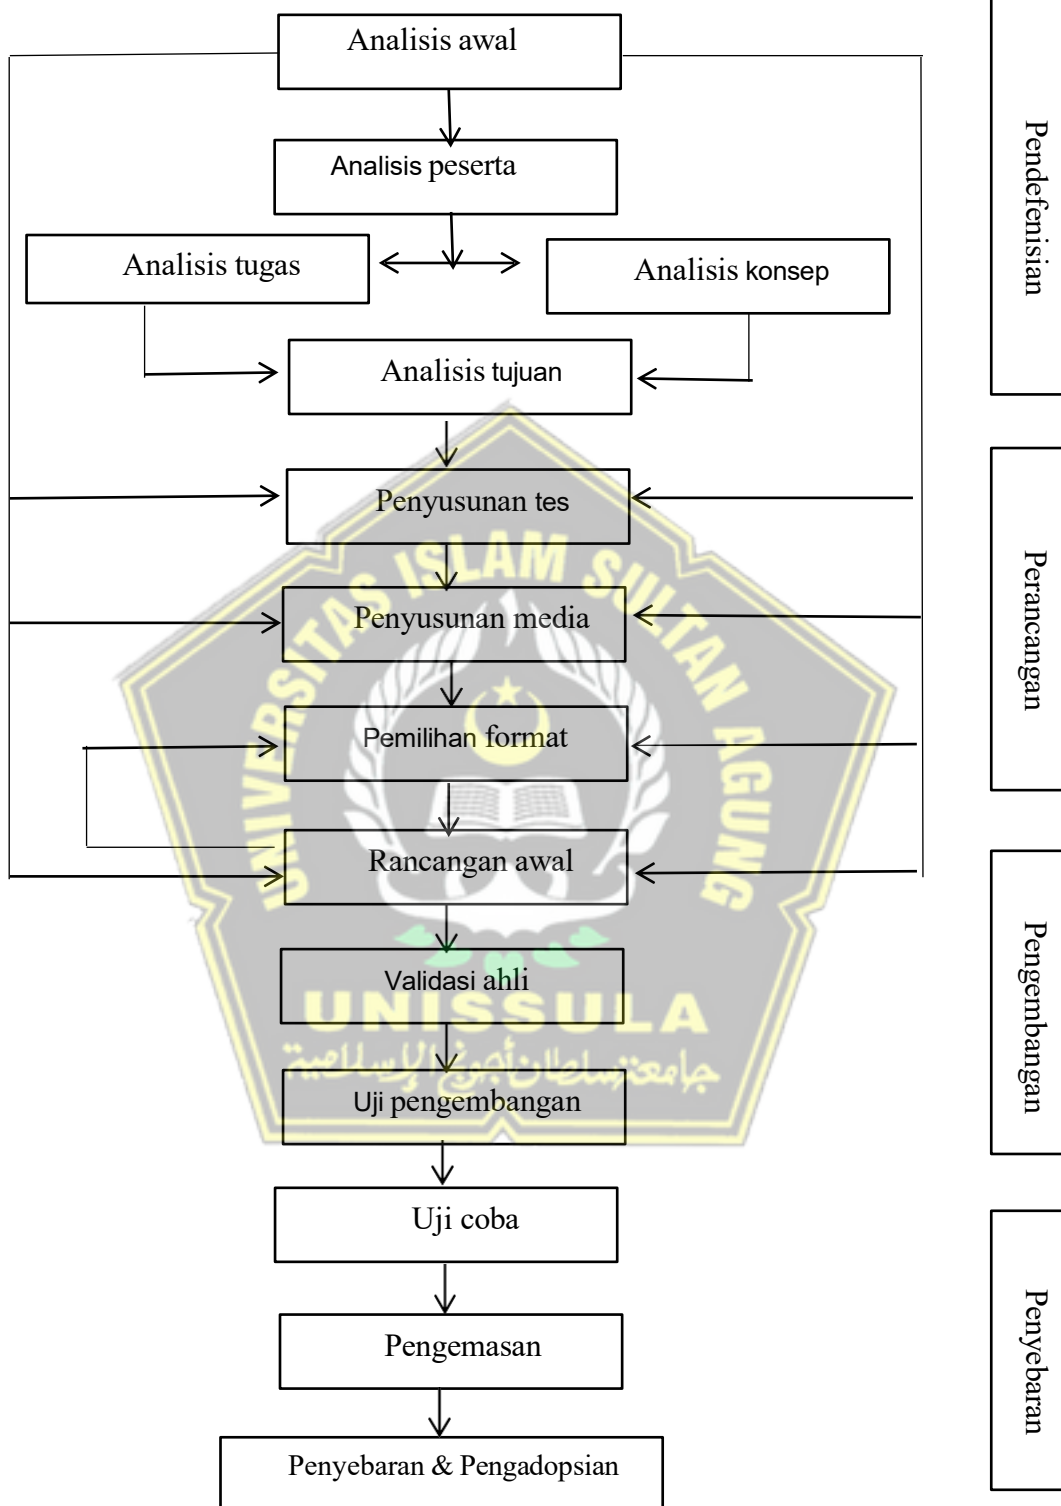 Analisis awal
Analisis peserta
Analisis tugas
Analisis konsep
Analisis tujuan
Penyusunan tes
Penyusunan media
Pemilihan format
Rancangan awal
Validasi ahli
Uji pengembangan
Uji coba
Pengemasan
Penyebaran & Pengadopsian
Pendefenisian
Perancangan
Pengembangan
Penyebaran
UNIVERSITAS ISLAM SULTAN AGUNG
UNISSULA
جامعة سلطان أجونج الإسلامية